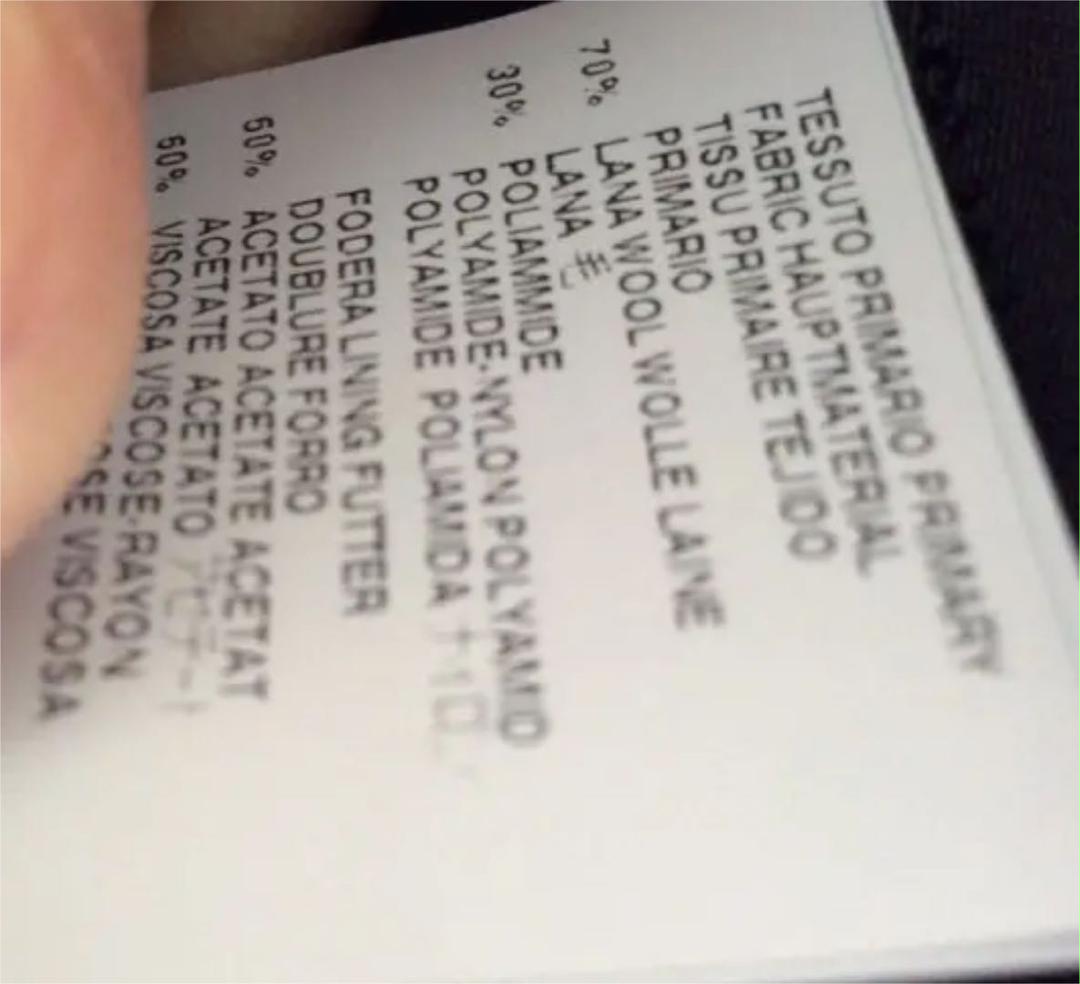 TESSUTO PRIMARIO PRIMARY
FABRIC HAUPTMATERIAL
TISSU PRIMAIRE TEJIDO
PRIMARIO
70% LANA WOOL WOLLE LAINE
LANA 毛
30% POLIAMMIDE
POLYAMIDE-NYLON POLYAMID
POLYAMIDE POLIAMIDA
FODERA LINING FUTTER
DOUBLURE FORRO
60% ACETATO ACETATE ACETAT
ACETATE ACETATO
60% VISCOSA VISCOSE-RAYON
VISCOSA